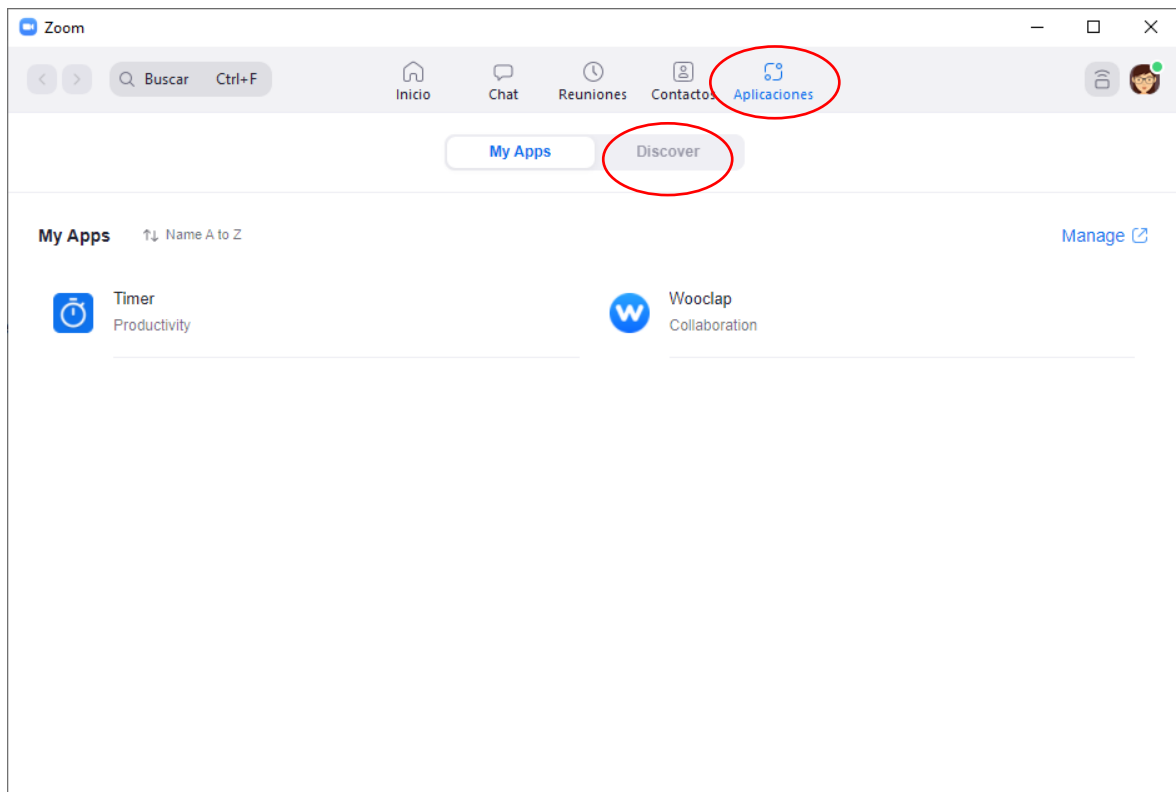 Zoom
Buscar Ctrl+F
Inicio
Chat
Reuniones
Contactos
Aplicaciones
My Apps
Discover
My Apps
Name A to Z
Manage
Timer
Productivity
Wooclap
Collaboration